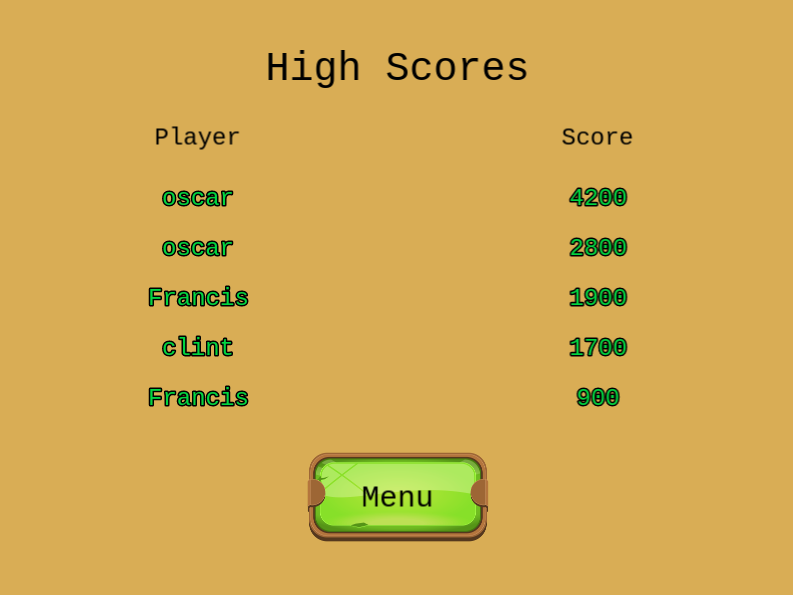 High Scores
Player Score
oscar 4200
oscar 2800
Francis 1900
clint 1700
Francis 900
Menu